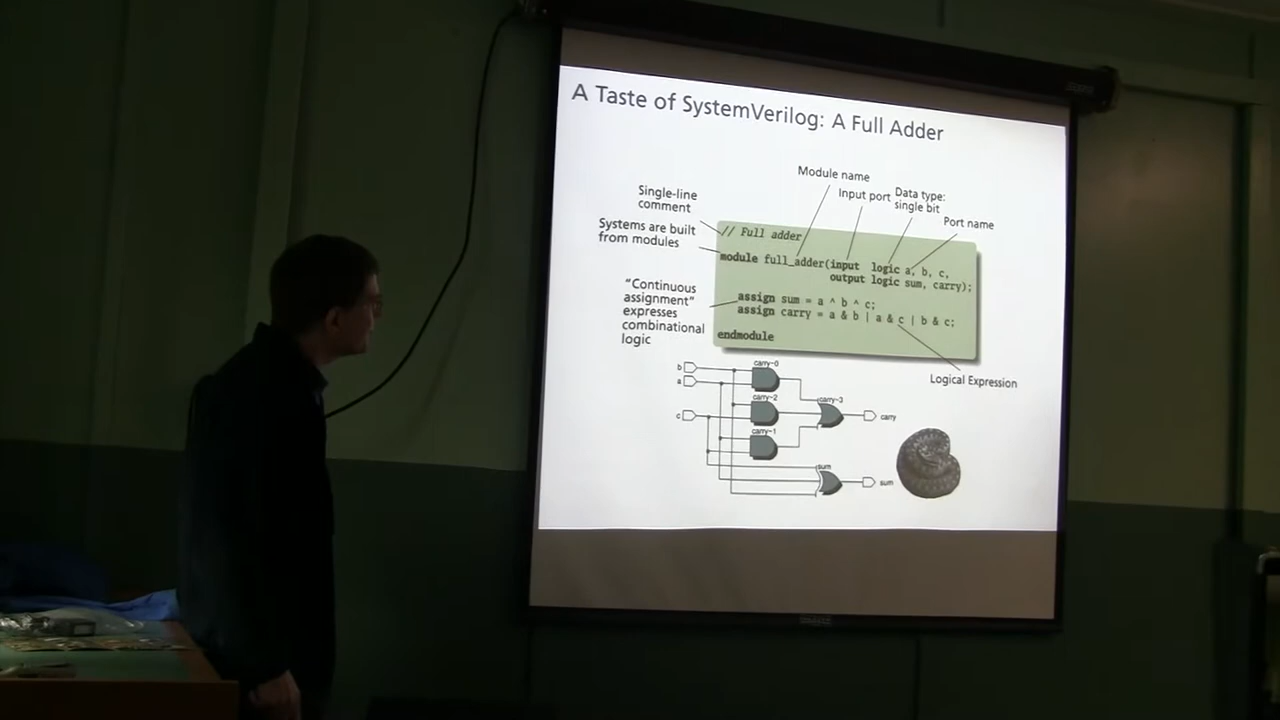 A Taste of SystemVerilog: A Full Adder
Module name
Single-line
comment
Input port
Data type:
single bit
Port name
Systems are built
from modules
// Full adder
module full_adder(input logic a, b, c,
output logic sum, carry);
"Continuous
assignment"
expresses
combinational
logic
assign sum = a ^ b ^ c;
assign carry = a & b | a & c | b & c;
endmodule
Logical Expression
b
a
c
carry~0
carry~2
carry~1
carry~3
carry
sum
sum